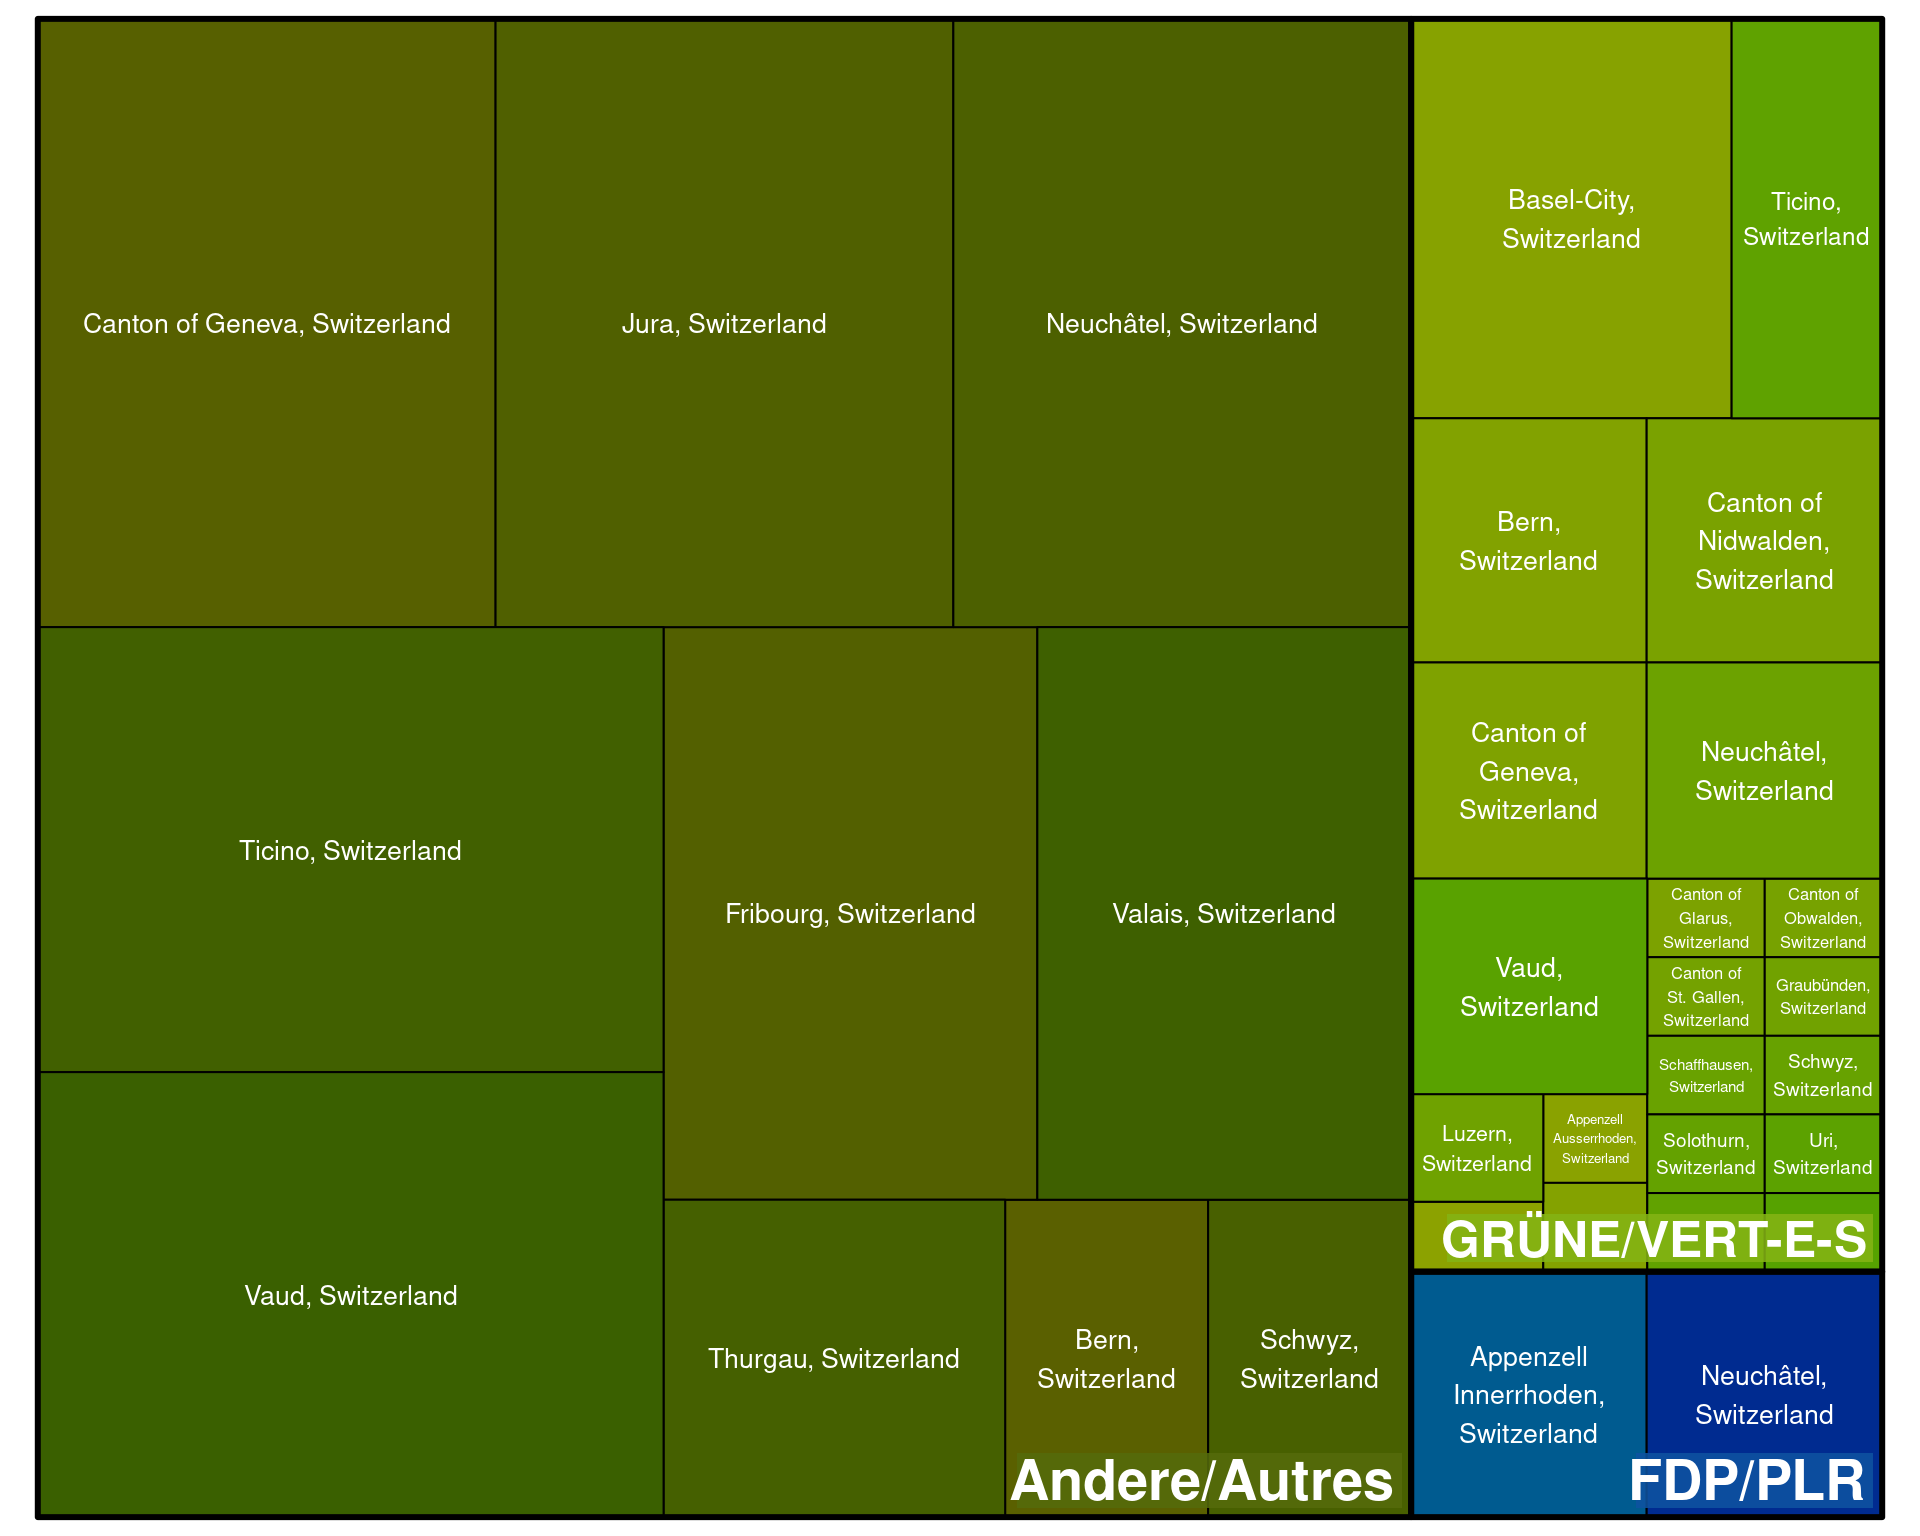 Canton of Geneva, Switzerland
Jura, Switzerland
Neuchâtel, Switzerland
Ticino, Switzerland
Fribourg, Switzerland
Valais, Switzerland
Vaud, Switzerland
Thurgau, Switzerland
Bern,
Switzerland
Schwyz,
Switzerland
Andere/Autres
Basel-City,
Switzerland
Ticino,
Switzerland
Bern,
Switzerland
Canton of
Nidwalden,
Switzerland
Canton of
Geneva,
Switzerland
Neuchâtel,
Switzerland
Vaud,
Switzerland
Canton of
Glarus,
Switzerland
Canton of
Obwalden,
Switzerland
Canton of
St. Gallen,
Switzerland
Graubünden,
Switzerland
Schaffhausen,
Switzerland
Schwyz,
Switzerland
Luzern,
Switzerland
Appenzell
Ausserrhoden,
Switzerland
Solothurn,
Switzerland
Uri,
Switzerland
GRÜNE/VERT-E-S
Appenzell
Innerrhoden,
Switzerland
Neuchâtel,
Switzerland
FDP/PLR